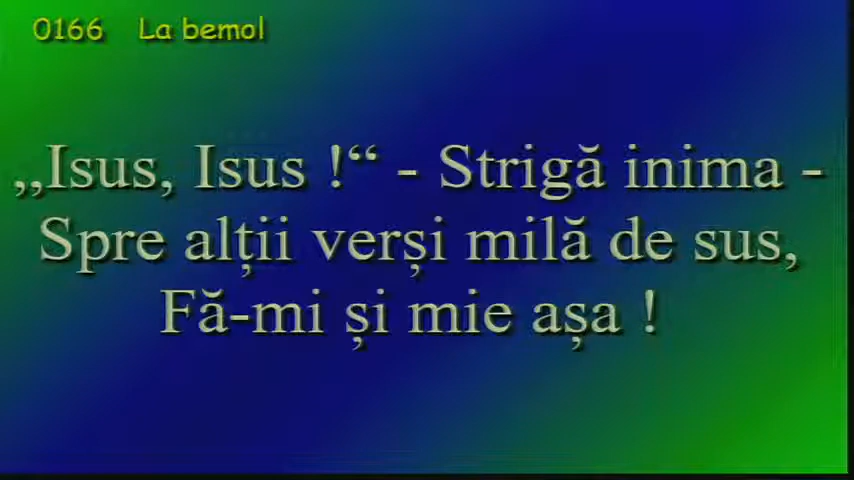 0166 La bemol
„Isus, Isus !“ - Strigă inima -
Spre alții verși milă de sus,
Fă-mi și mie așa !